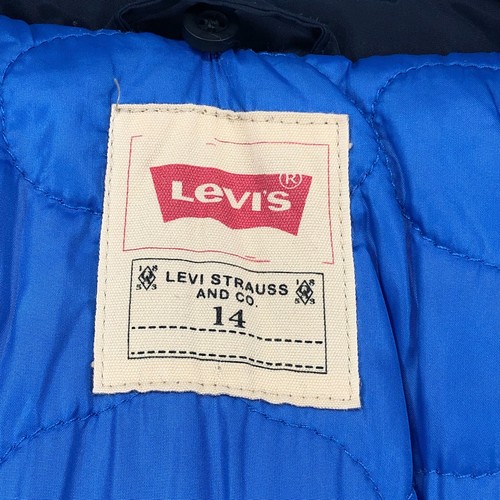 Levi's®
LEVI STRAUSS
AND CO.
14